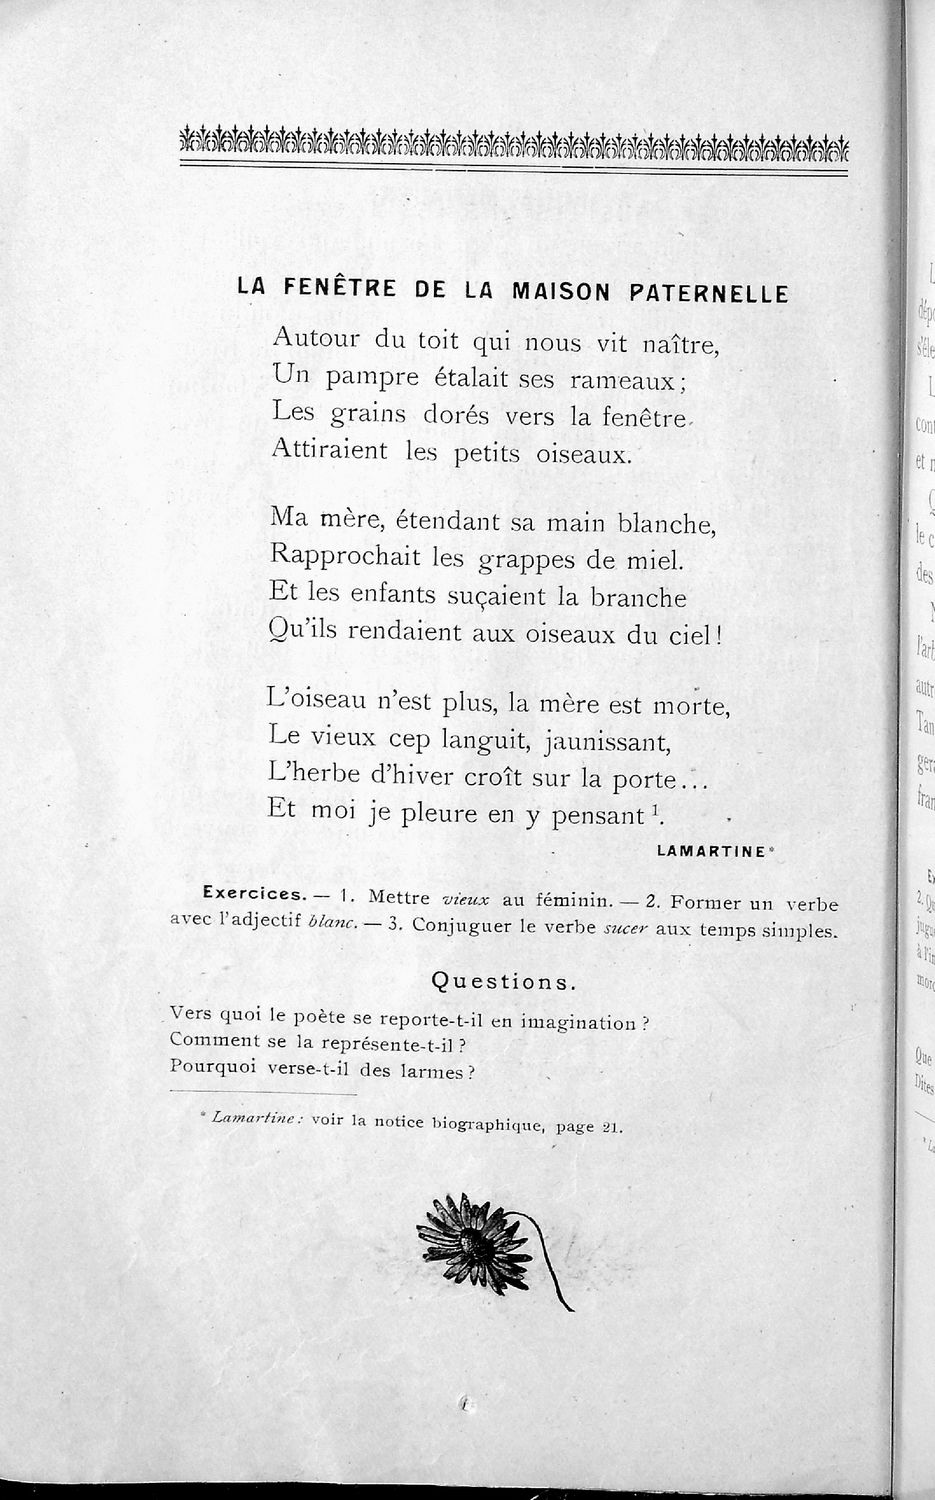 LA FENÊTRE DE LA MAISON PATERNELLE
Autour du toit qui nous vit naître,
Un pampre étalait ses rameaux;
Les grains dorés vers la fenêtre
Attiraient les petits oiseaux.
Ma mère, étendant sa main blanche,
Rapprochait les grappes de miel.
Et les enfants suçaient la branche
Qu'ils rendaient aux oiseaux du ciel!
L'oiseau n'est plus, la mère est morte,
Le vieux cep languit, jaunissant,
L'herbe d'hiver croît sur la porte...
Et moi je pleure en y pensant ¹.
LAMARTINE*
Exercices. — 1. Mettre vieux au féminin. — 2. Former un verbe
avec l'adjectif blanc. — 3. Conjuguer le verbe sucer aux temps simples.
Questions.
Vers quoi le poète se reporte-t-il en imagination ?
Comment se la représente-t-il ?
Pourquoi verse-t-il des larmes ?
* Lamartine: voir la notice biographique, page 21.